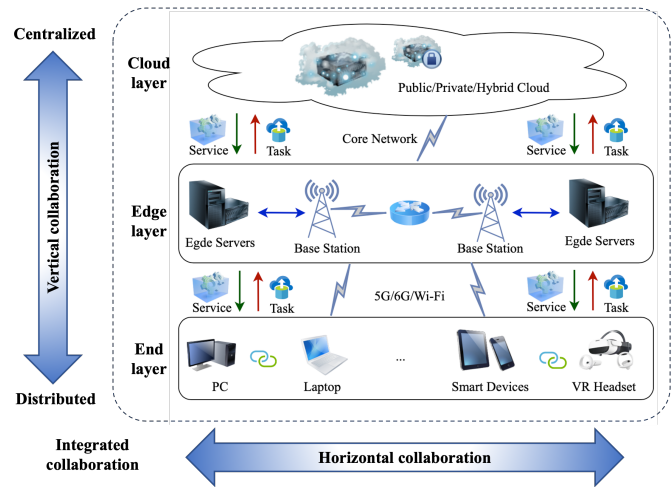 Centralized
Cloud
layer
Public/Private/Hybrid Cloud
Service
Task
Core Network
Service
Task
Vertical collaboration
Edge
layer
Egde Servers
Base Station
Base Station
Egde Servers
Service
Task
5G/6G/Wi-Fi
Service
Task
End
layer
PC
Laptop
...
Smart Devices
VR Headset
Distributed
Integrated
collaboration
Horizontal collaboration